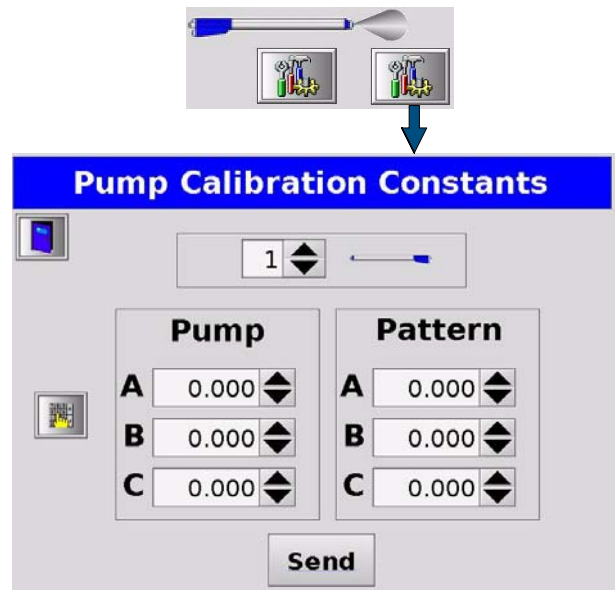 Pump Calibration Constants
1
Pump
Pattern
A 0.000
A 0.000
B 0.000
B 0.000
C 0.000
C 0.000
Send